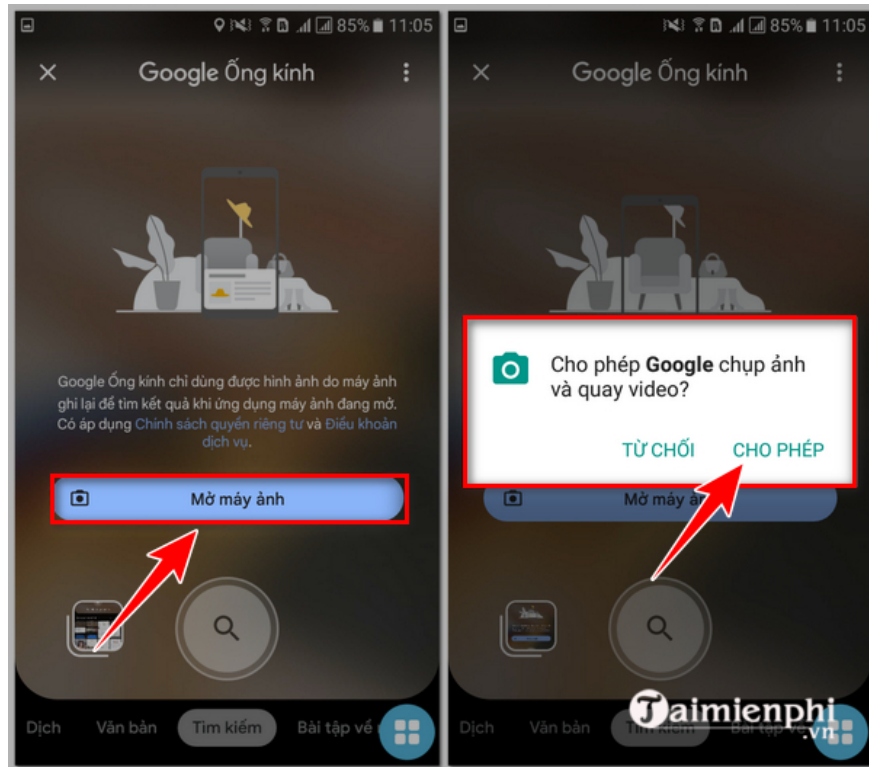 85% 11:05
Google Ống kính
Google Ống kính chỉ dùng được hình ảnh do máy ảnh
ghi lại để tìm kết quả khi ứng dụng máy ảnh đang mở.
Có áp dụng Chính sách quyền riêng tư và Điều khoản
dịch vụ.
Mở máy ảnh
Dịch Văn bản Tìm kiếm Bài tập về
85% 11:05
Google Ống kính
Cho phép Google chụp ảnh
và quay video?
TỪ CHỐI CHO PHÉP
Mở máy ản
Dịch Văn bản Tìm kiếm Bài tập về
Taimienphi
.vn